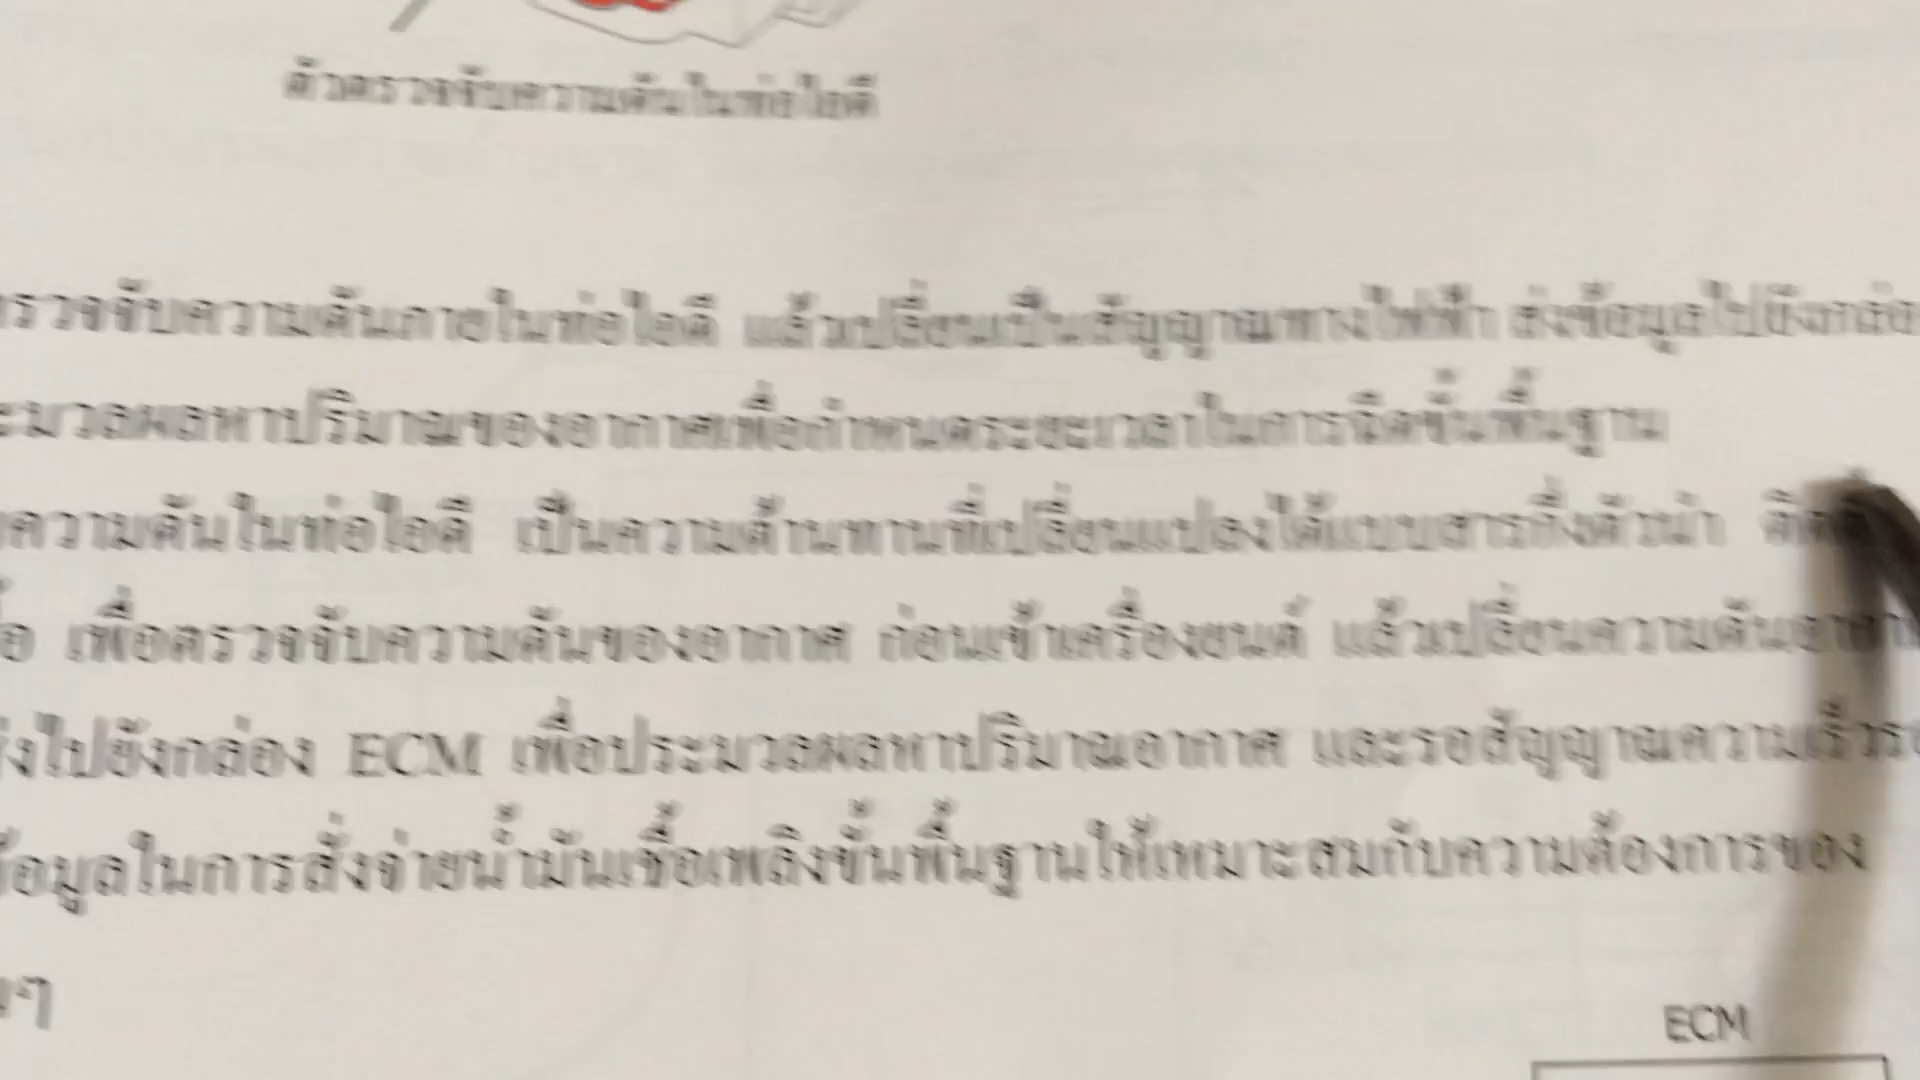 ตัวตรวจจับความดันในท่อไอดี
ตรวจจับความดันภายในท่อไอดี แล้วเปลี่ยนเป็นสัญญาณทางไฟฟ้า ส่งข้อมูลไปยังกล่อง
ะมวลผลหาปริมาณของอากาศเพื่อกำหนดระยะเวลาในการฉีดขั้นพื้นฐาน
ความดันในท่อไอดี เป็นความต้านทานที่เปลี่ยนแปลงได้แบบสารกึ่งตัวนำ
เพื่อตรวจจับความดันของอากาศ ก่อนเข้าเครื่องยนต์ แล้วเปลี่ยนความดันอากา
ส่งไปยังกล่อง ECM เพื่อประมวลผลหาปริมาณอากาศ และรอสัญญาณความเร็วรอ
ข้อมูลในการสั่งจ่ายน้ำมันเชื้อเพลิงขั้นพื้นฐานให้เหมาะสมกับความต้องการของ
ECM